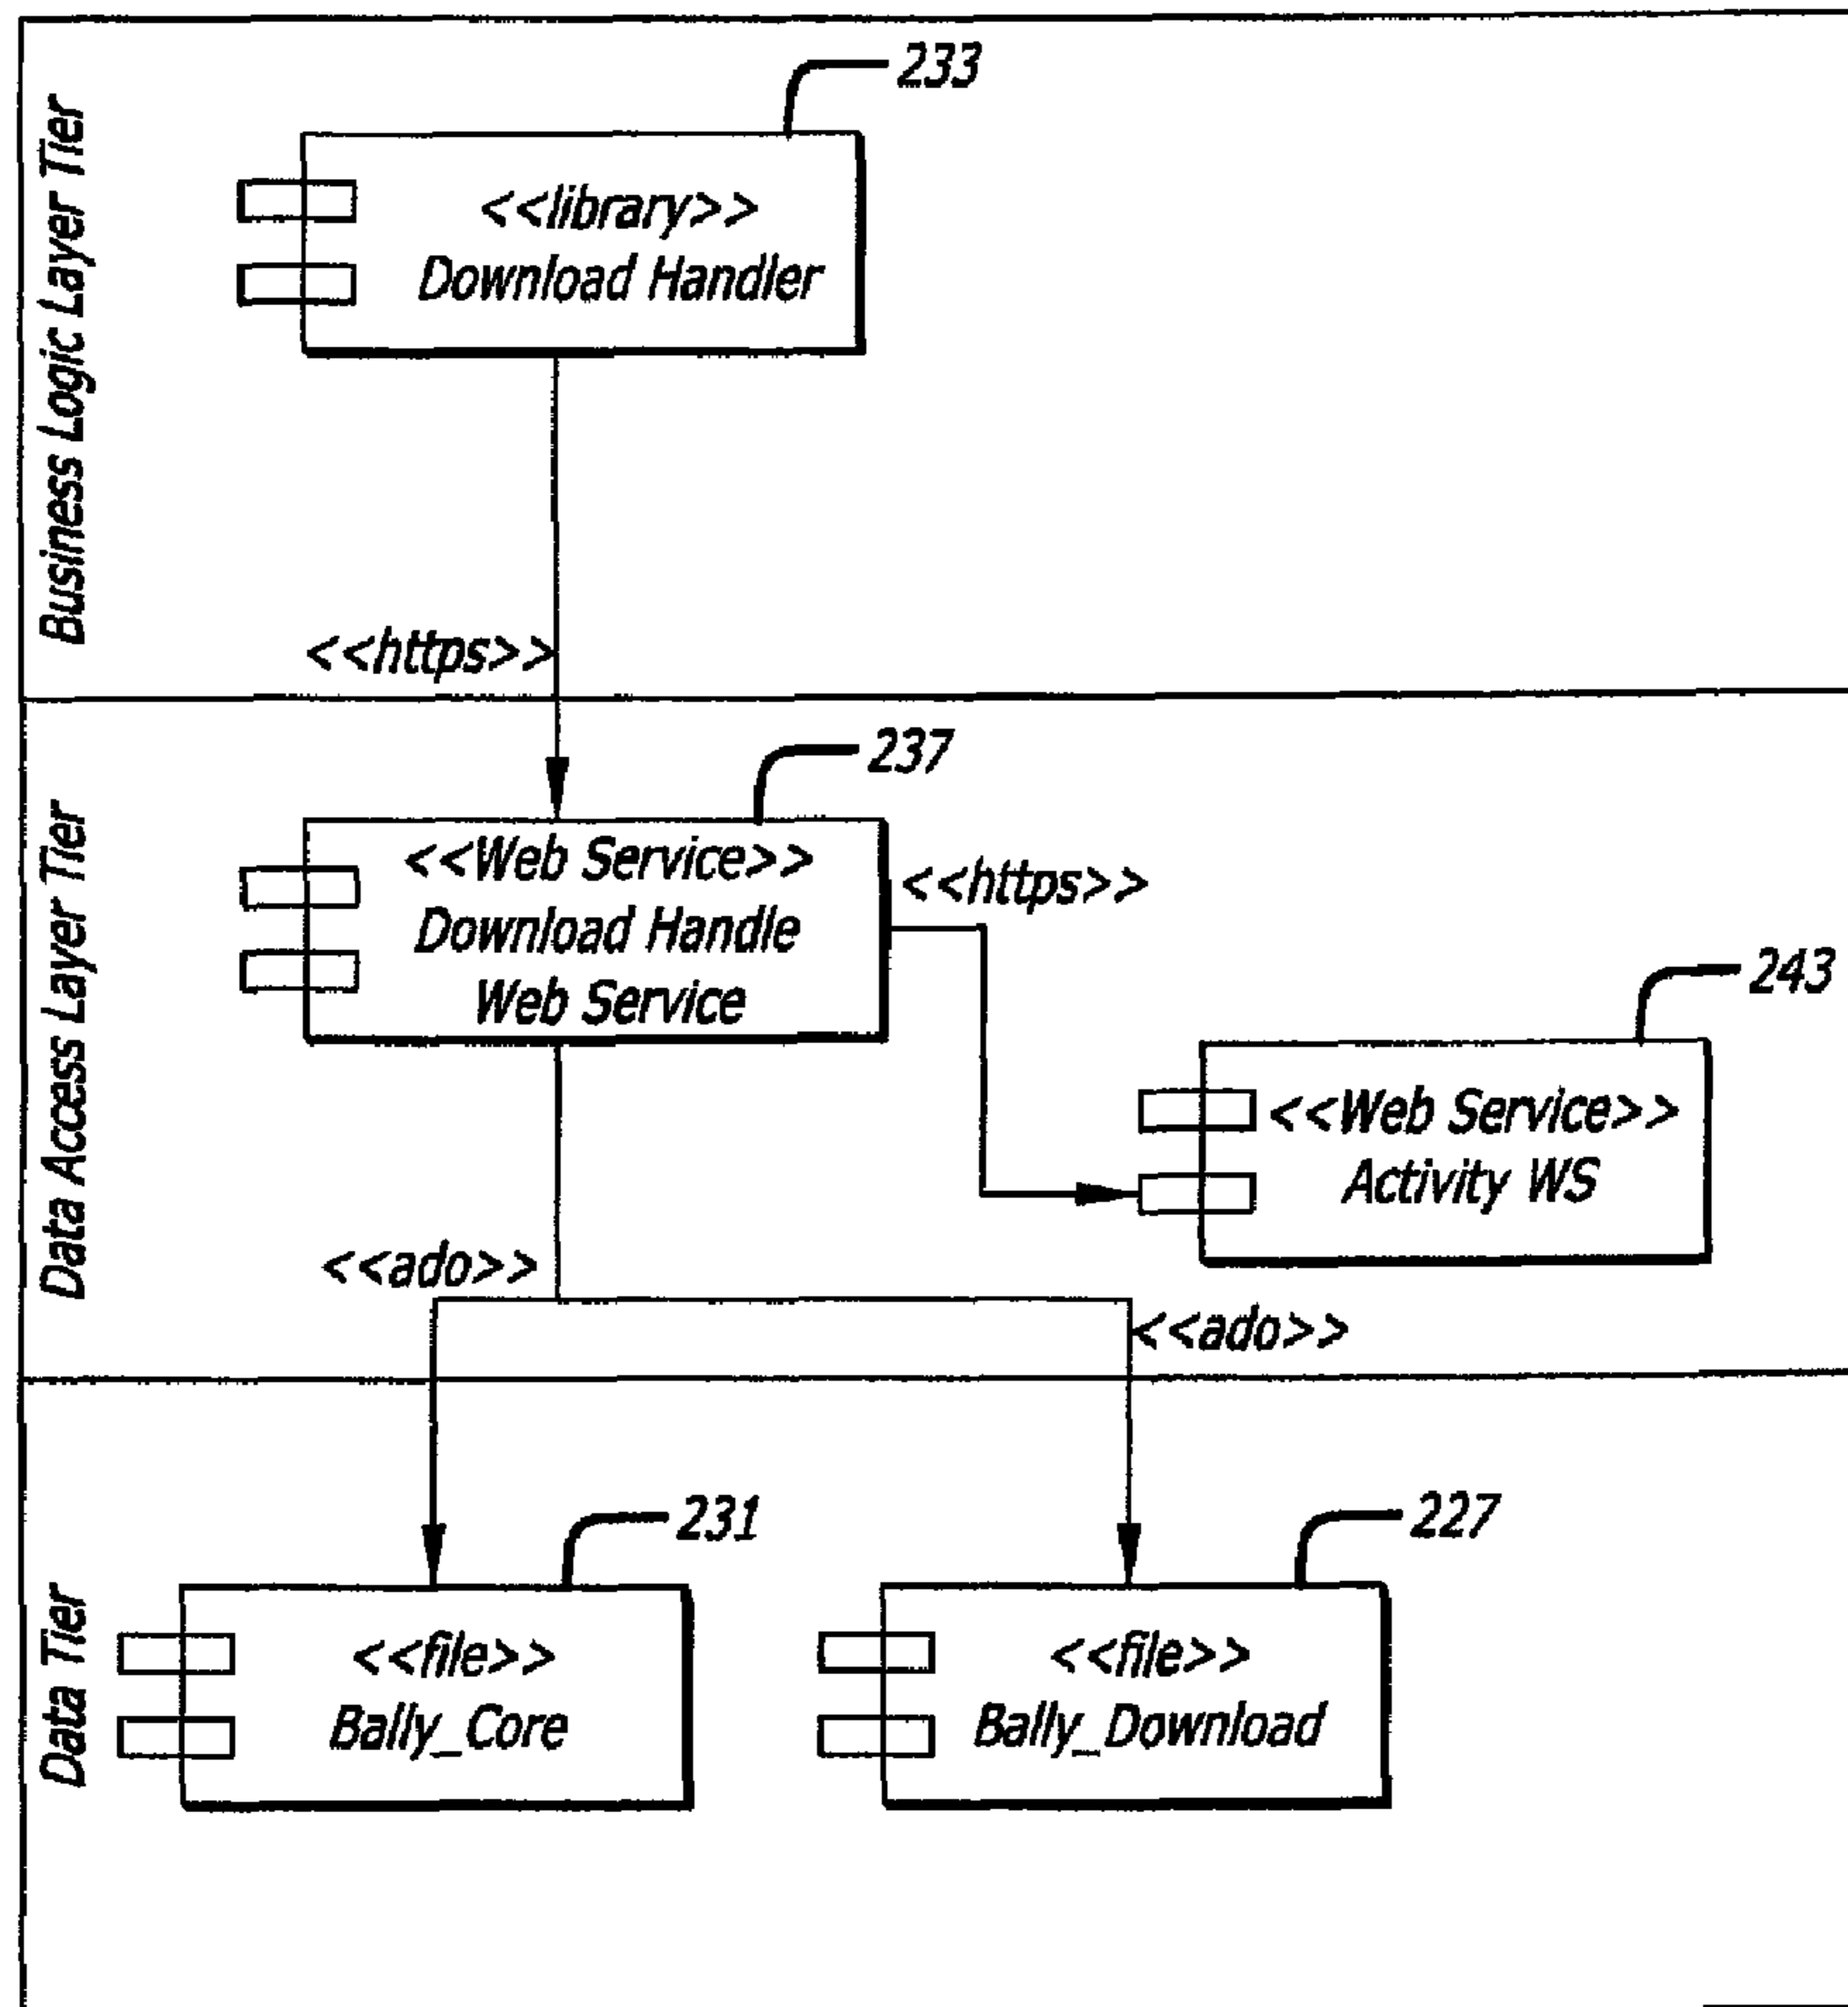 Business Logic Layer Tier
233
<<library>>
Download Handler
<<https>>
Data Access Layer Tier
237
<<Web Service>>
Download Handle
Web Service
<<https>>
243
<<Web Service>>
Activity WS
<<ado>>
<<ado>>
Data Tier
231
<<file>>
Bally_Core
227
<<file>>
Bally_Download